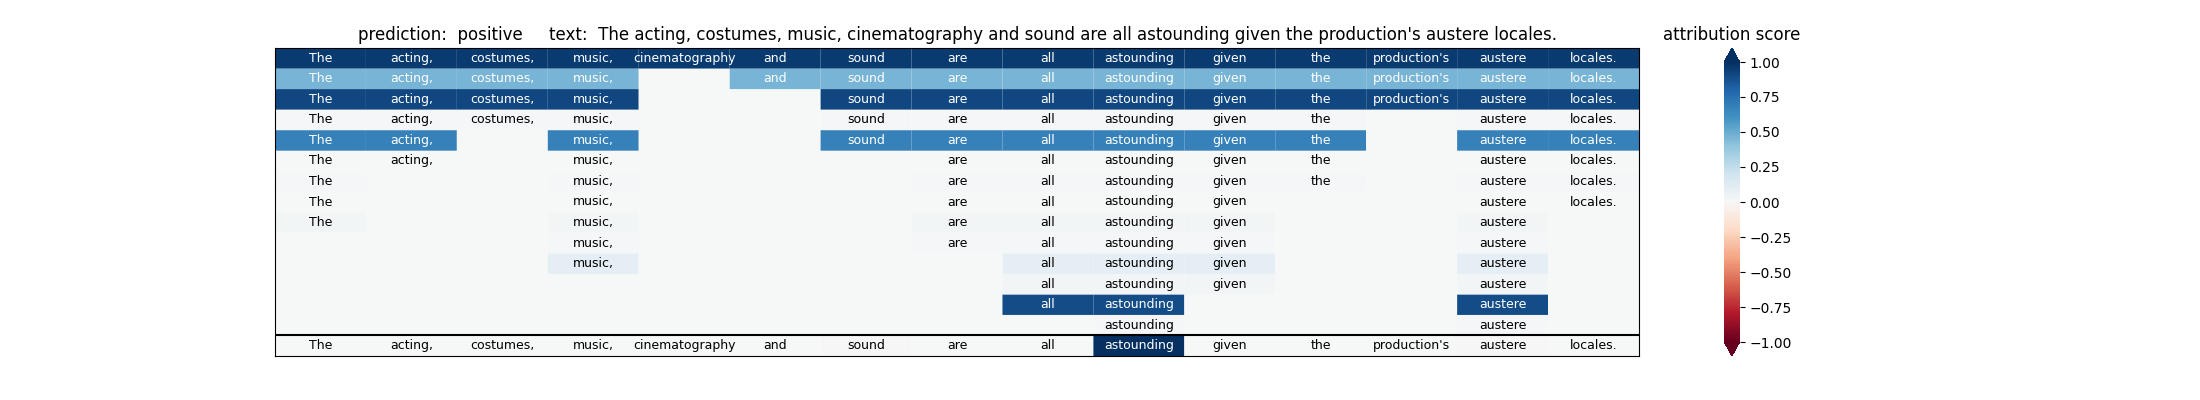 prediction: positive text: The acting, costumes, music, cinematography and sound are all astounding given the production's austere locales.
attribution score
The acting, costumes, music, cinematography and sound are all astounding given the production's austere locales.
The acting, costumes, music, and sound are all astounding given the production's austere locales.
The acting, costumes, music, sound are all astounding given the production's austere locales.
The acting, costumes, music, sound are all astounding given the austere locales.
The acting, music, sound are all astounding given the austere locales.
The acting, music, are all astounding given the austere locales.
The music, are all astounding given the austere locales.
The music, are all astounding given austere locales.
The music, are all astounding given austere
music, are all astounding given austere
music, all astounding given austere
all astounding given austere
all astounding austere
astounding austere
The acting, costumes, music, cinematography and sound are all astounding given the production's austere locales.
1.00
0.75
0.50
0.25
0.00
−0.25
−0.50
−0.75
−1.00